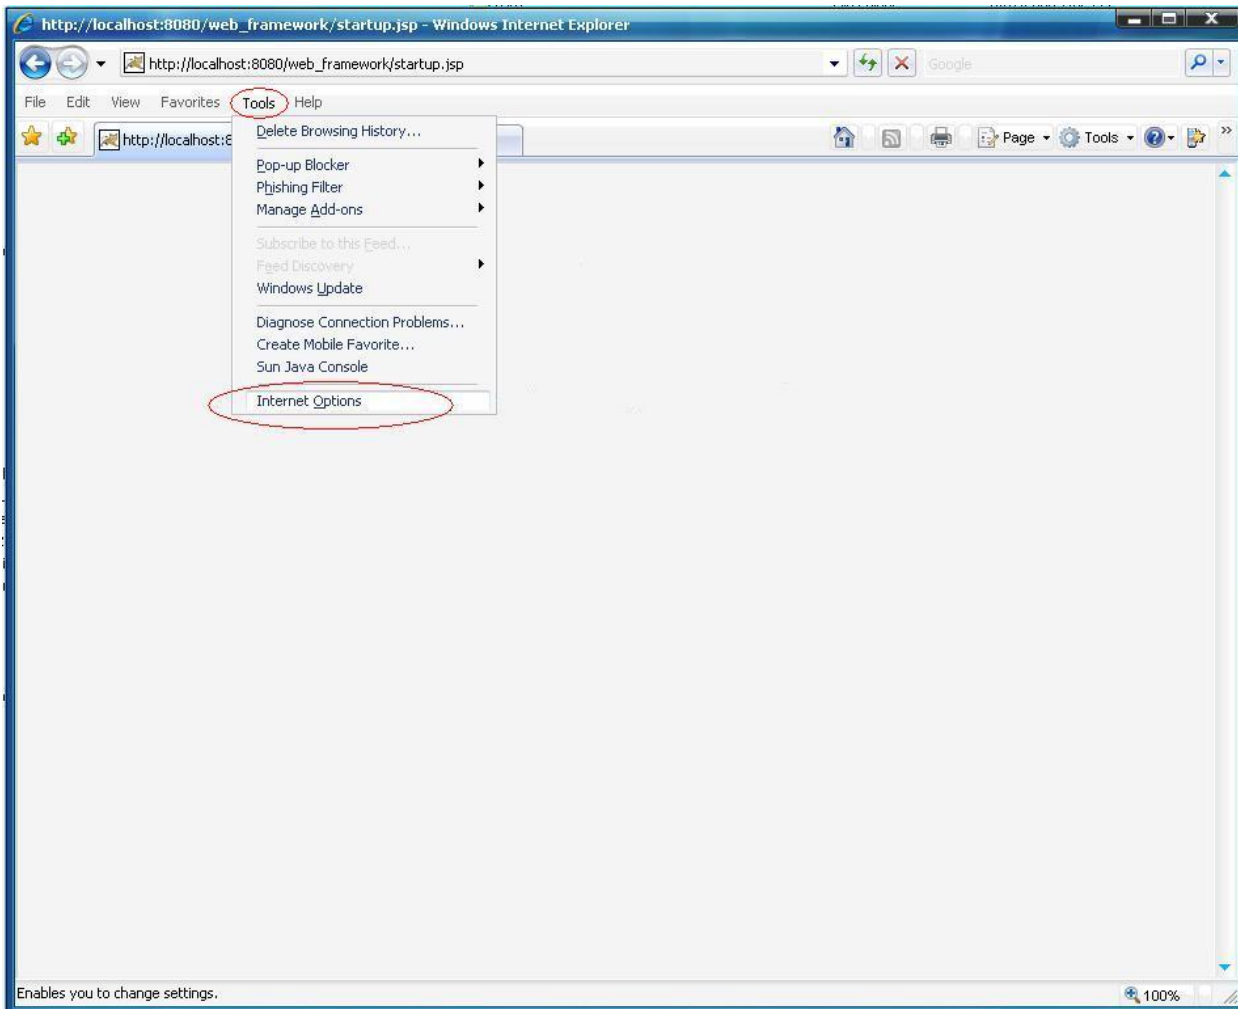 http://localhost:8080/web_framework/startup.jsp - Windows Internet Explorer
http://localhost:8080/web_framework/startup.jsp
Google
File Edit View Favorites Tools Help
http://localhost:8
Page Tools
Delete Browsing History...
Pop-up Blocker
Phishing Filter
Manage Add-ons
Subscribe to this Feed...
Feed Discovery
Windows Update
Diagnose Connection Problems...
Create Mobile Favorite...
Sun Java Console
Internet Options
Enables you to change settings.
100%